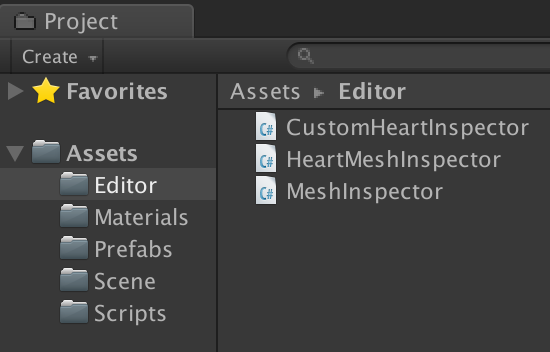 Project
Create
Favorites
Assets
Editor
Materials
Prefabs
Scene
Scripts
Assets Editor
C# CustomHeartInspector
C# HeartMeshInspector
C# MeshInspector